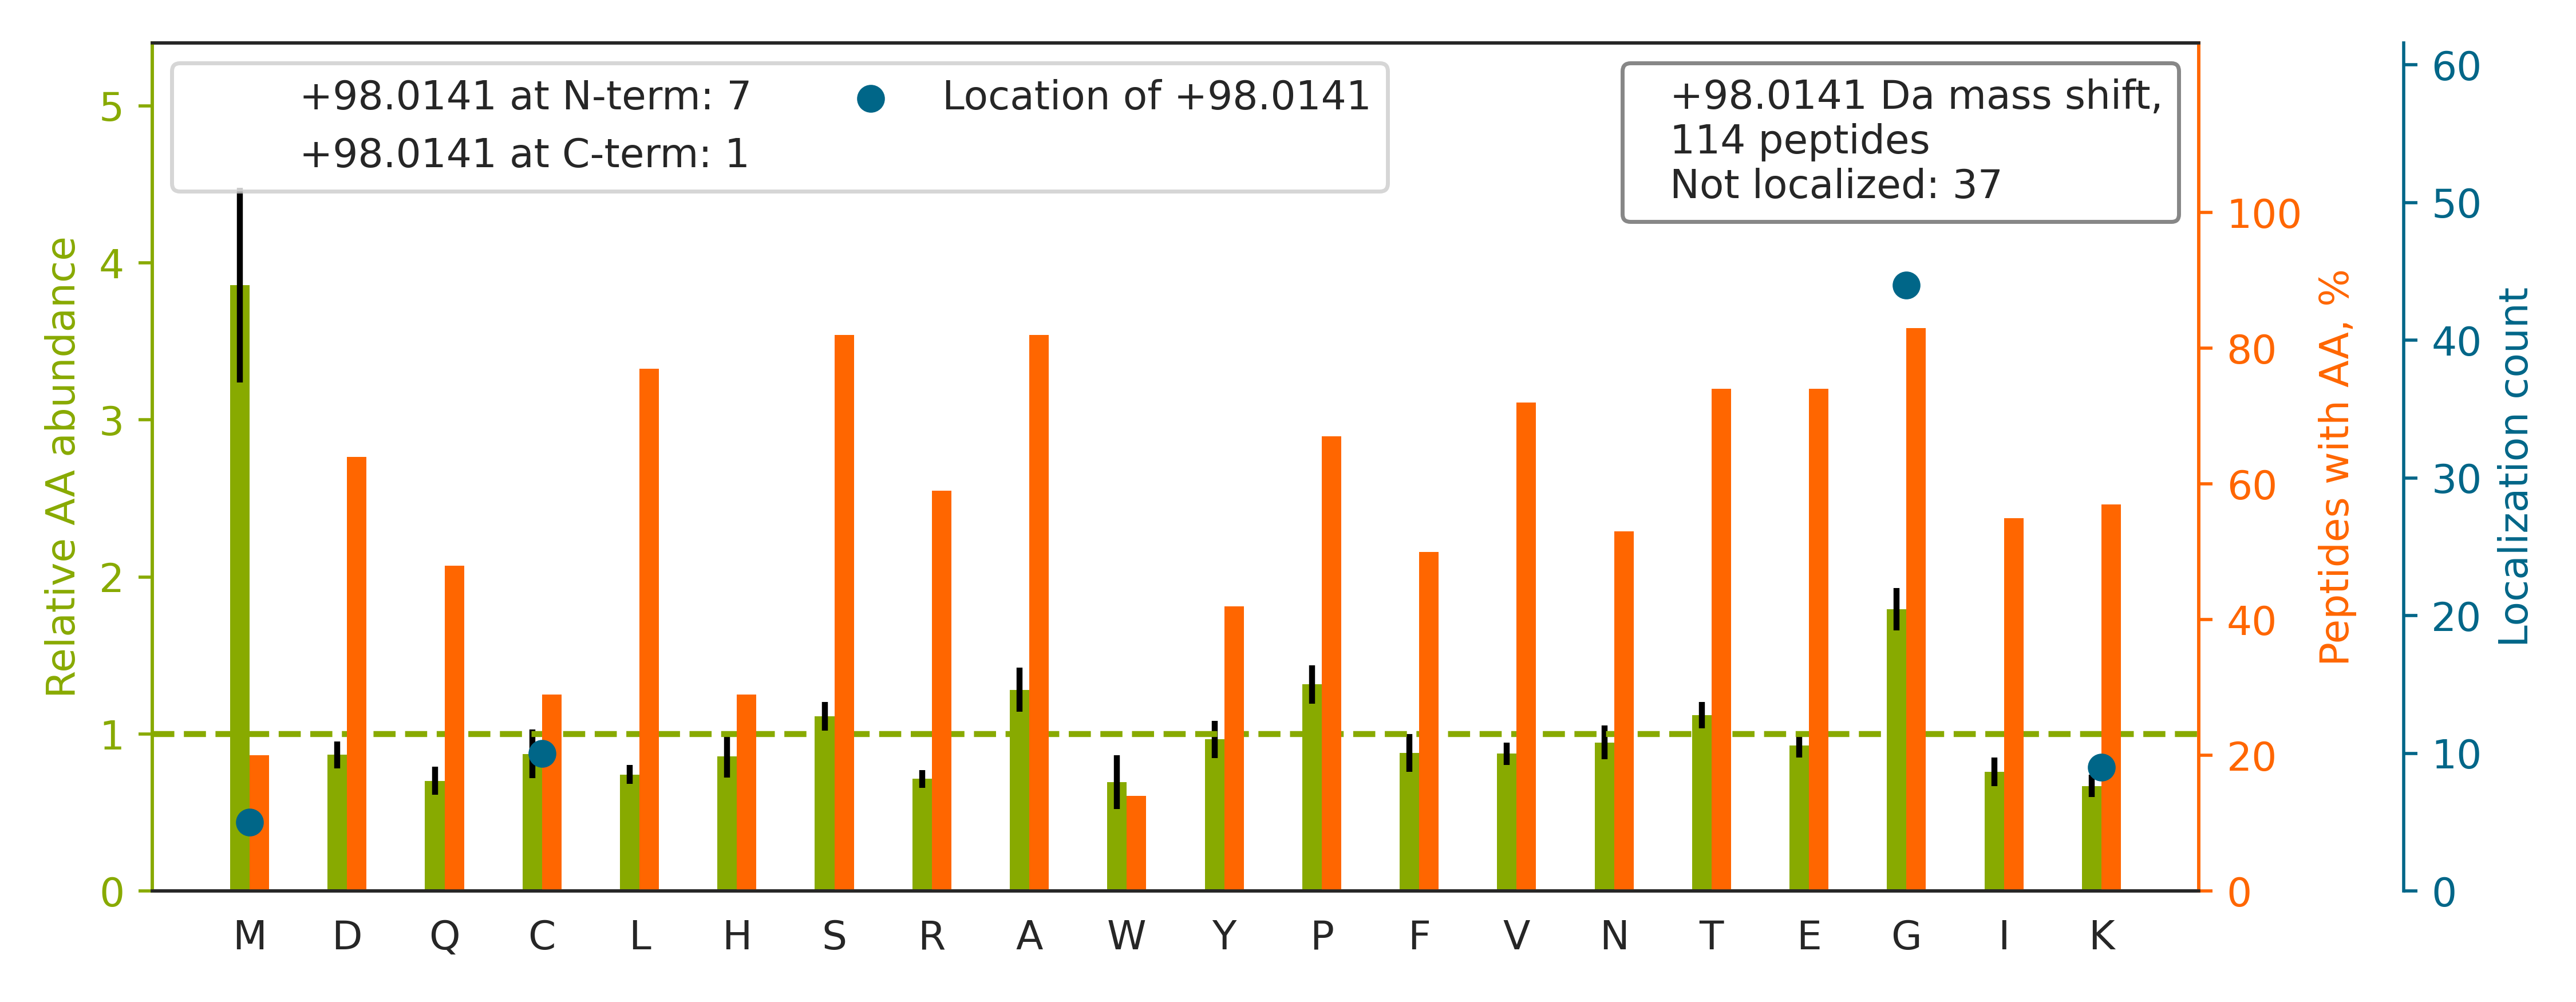 +98.0141 at N-term: 7
+98.0141 at C-term: 1
Location of +98.0141
+98.0141 Da mass shift,
114 peptides
Not localized: 37
Relative AA abundance
5
4
3
2
1
0
M D Q C L H S R A W Y P F V N T E G I K
100
80
60
40
20
0
Peptides with AA, %
60
50
40
30
20
10
0
Localization count